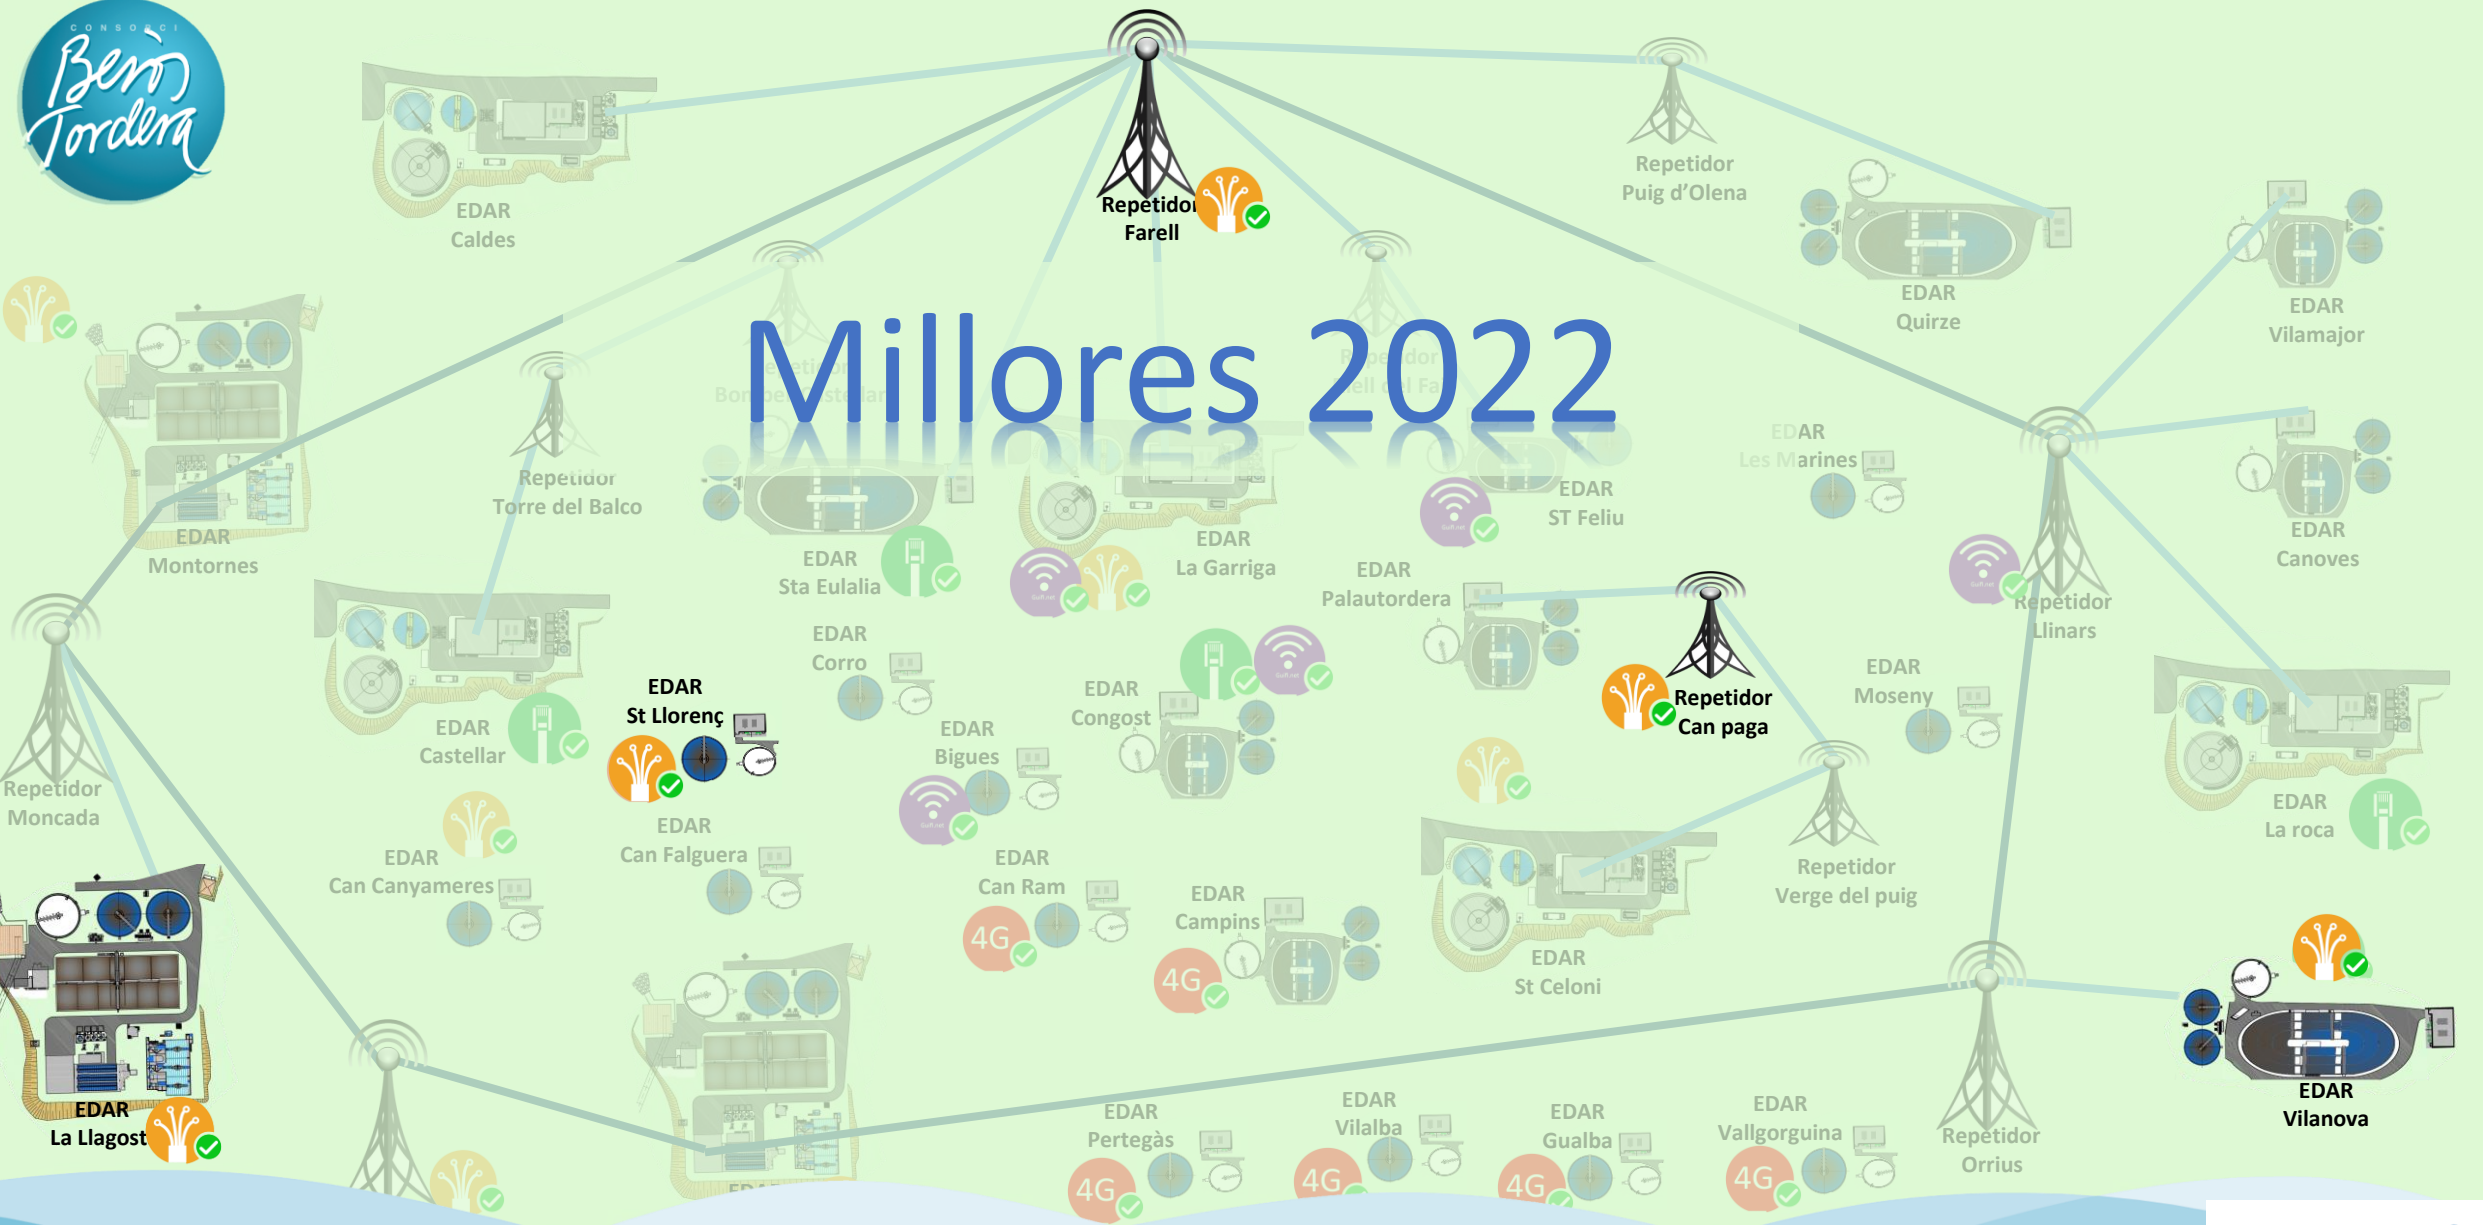 CONSORCI
Besòs
Tordera
Repetidor
Puig d'Olena
EDAR
Caldes
Repetidor
Farell
EDAR
Quirze
EDAR
Vilamajor
Millores 2022
Repetidor
Torre del Balco
EDAR
Les Marines
EDAR
ST Feliu
EDAR
Montornes
EDAR
Sta Eulalia
EDAR
La Garriga
EDAR
Palautordera
EDAR
Canoves
Repetidor
Llinars
EDAR
Corro
EDAR
St Llorenç
EDAR
Castellar
EDAR
Congost
EDAR
Bigues
Repetidor
Can paga
EDAR
Moseny
Repetidor
Moncada
EDAR
La roca
EDAR
Can Falguera
EDAR
Can Canyameres
EDAR
Can Ram
4G
EDAR
Campins
4G
Repetidor
Verge del puig
EDAR
St Celoni
EDAR
La Llagost
EDAR
Vilanova
EDAR
Pertegàs
4G
EDAR
Vilalba
4G
EDAR
Gualba
4G
EDAR
Vallgorguina
4G
Repetidor
Orrius